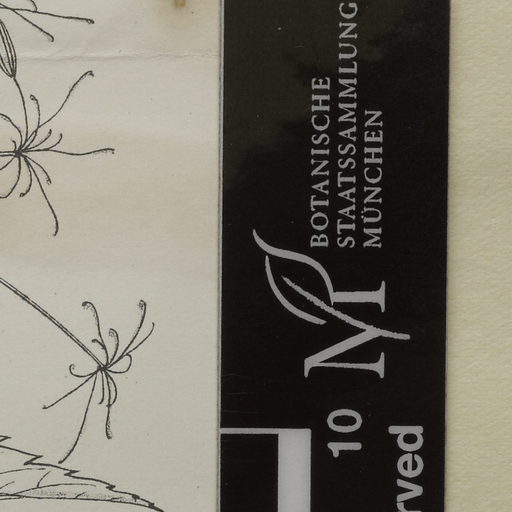 BOTANISCHE
STAATSSAMMLUNG
MÜNCHEN
10